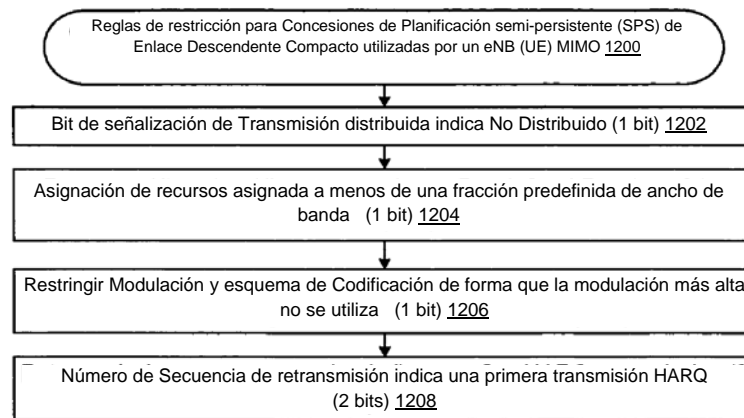 Reglas de restricción para Concesiones de Planificación semi-persistente (SPS) de
Enlace Descendente Compacto utilizadas por un eNB (UE) MIMO 1200
Bit de señalización de Transmisión distribuida indica No Distribuido (1 bit) 1202
Asignación de recursos asignada a menos de una fracción predefinida de ancho de
banda (1 bit) 1204
Restringir Modulación y esquema de Codificación de forma que la modulación más alta
no se utiliza (1 bit) 1206
Número de Secuencia de retransmisión indica una primera transmisión HARQ
(2 bits) 1208